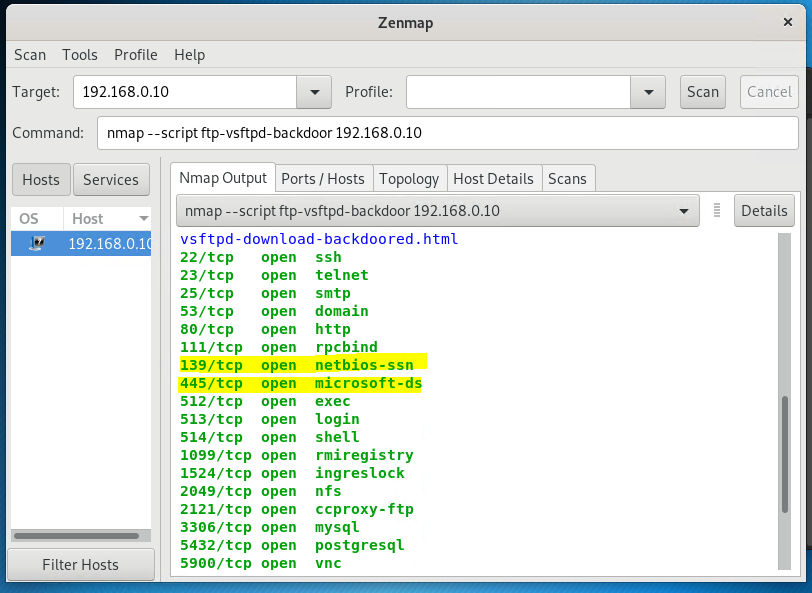 Zenmap
Scan Tools Profile Help
Target: 192.168.0.10 Profile: Scan Cancel
Command: nmap --script ftp-vsftpd-backdoor 192.168.0.10
Hosts Services
OS Host
192.168.0.10
Filter Hosts
Nmap Output Ports / Hosts Topology Host Details Scans
nmap --script ftp-vsftpd-backdoor 192.168.0.10 Details
vsftpd-download-backdoored.html
22/tcp open ssh
23/tcp open telnet
25/tcp open smtp
53/tcp open domain
80/tcp open http
111/tcp open rpcbind
139/tcp open netbios-ssn
445/tcp open microsoft-ds
512/tcp open exec
513/tcp open login
514/tcp open shell
1099/tcp open rmiregistry
1524/tcp open ingreslock
2049/tcp open nfs
2121/tcp open ccproxy-ftp
3306/tcp open mysql
5432/tcp open postgresql
5900/tcp open vnc